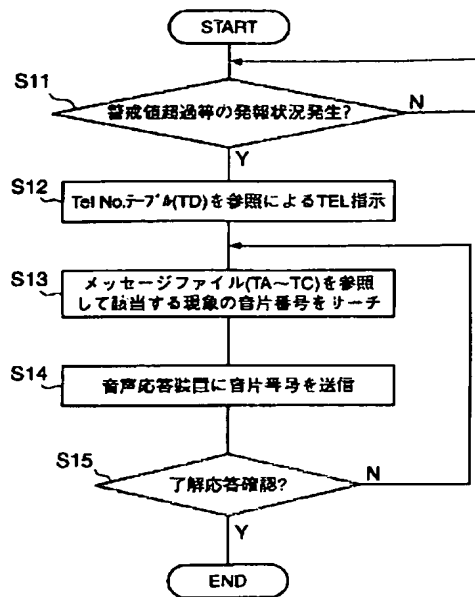 START
S11
警戒値超過等の発報状況発生?
N
Y
S12
Tel No.テーブル(TD)を参照によるTEL指示
S13
メッセージファイル(TA〜TC)を参照
して該当する現象の音片番号をサーチ
S14
音声応答装置に音片番号を送信
S15
了解応答確認?
N
Y
END